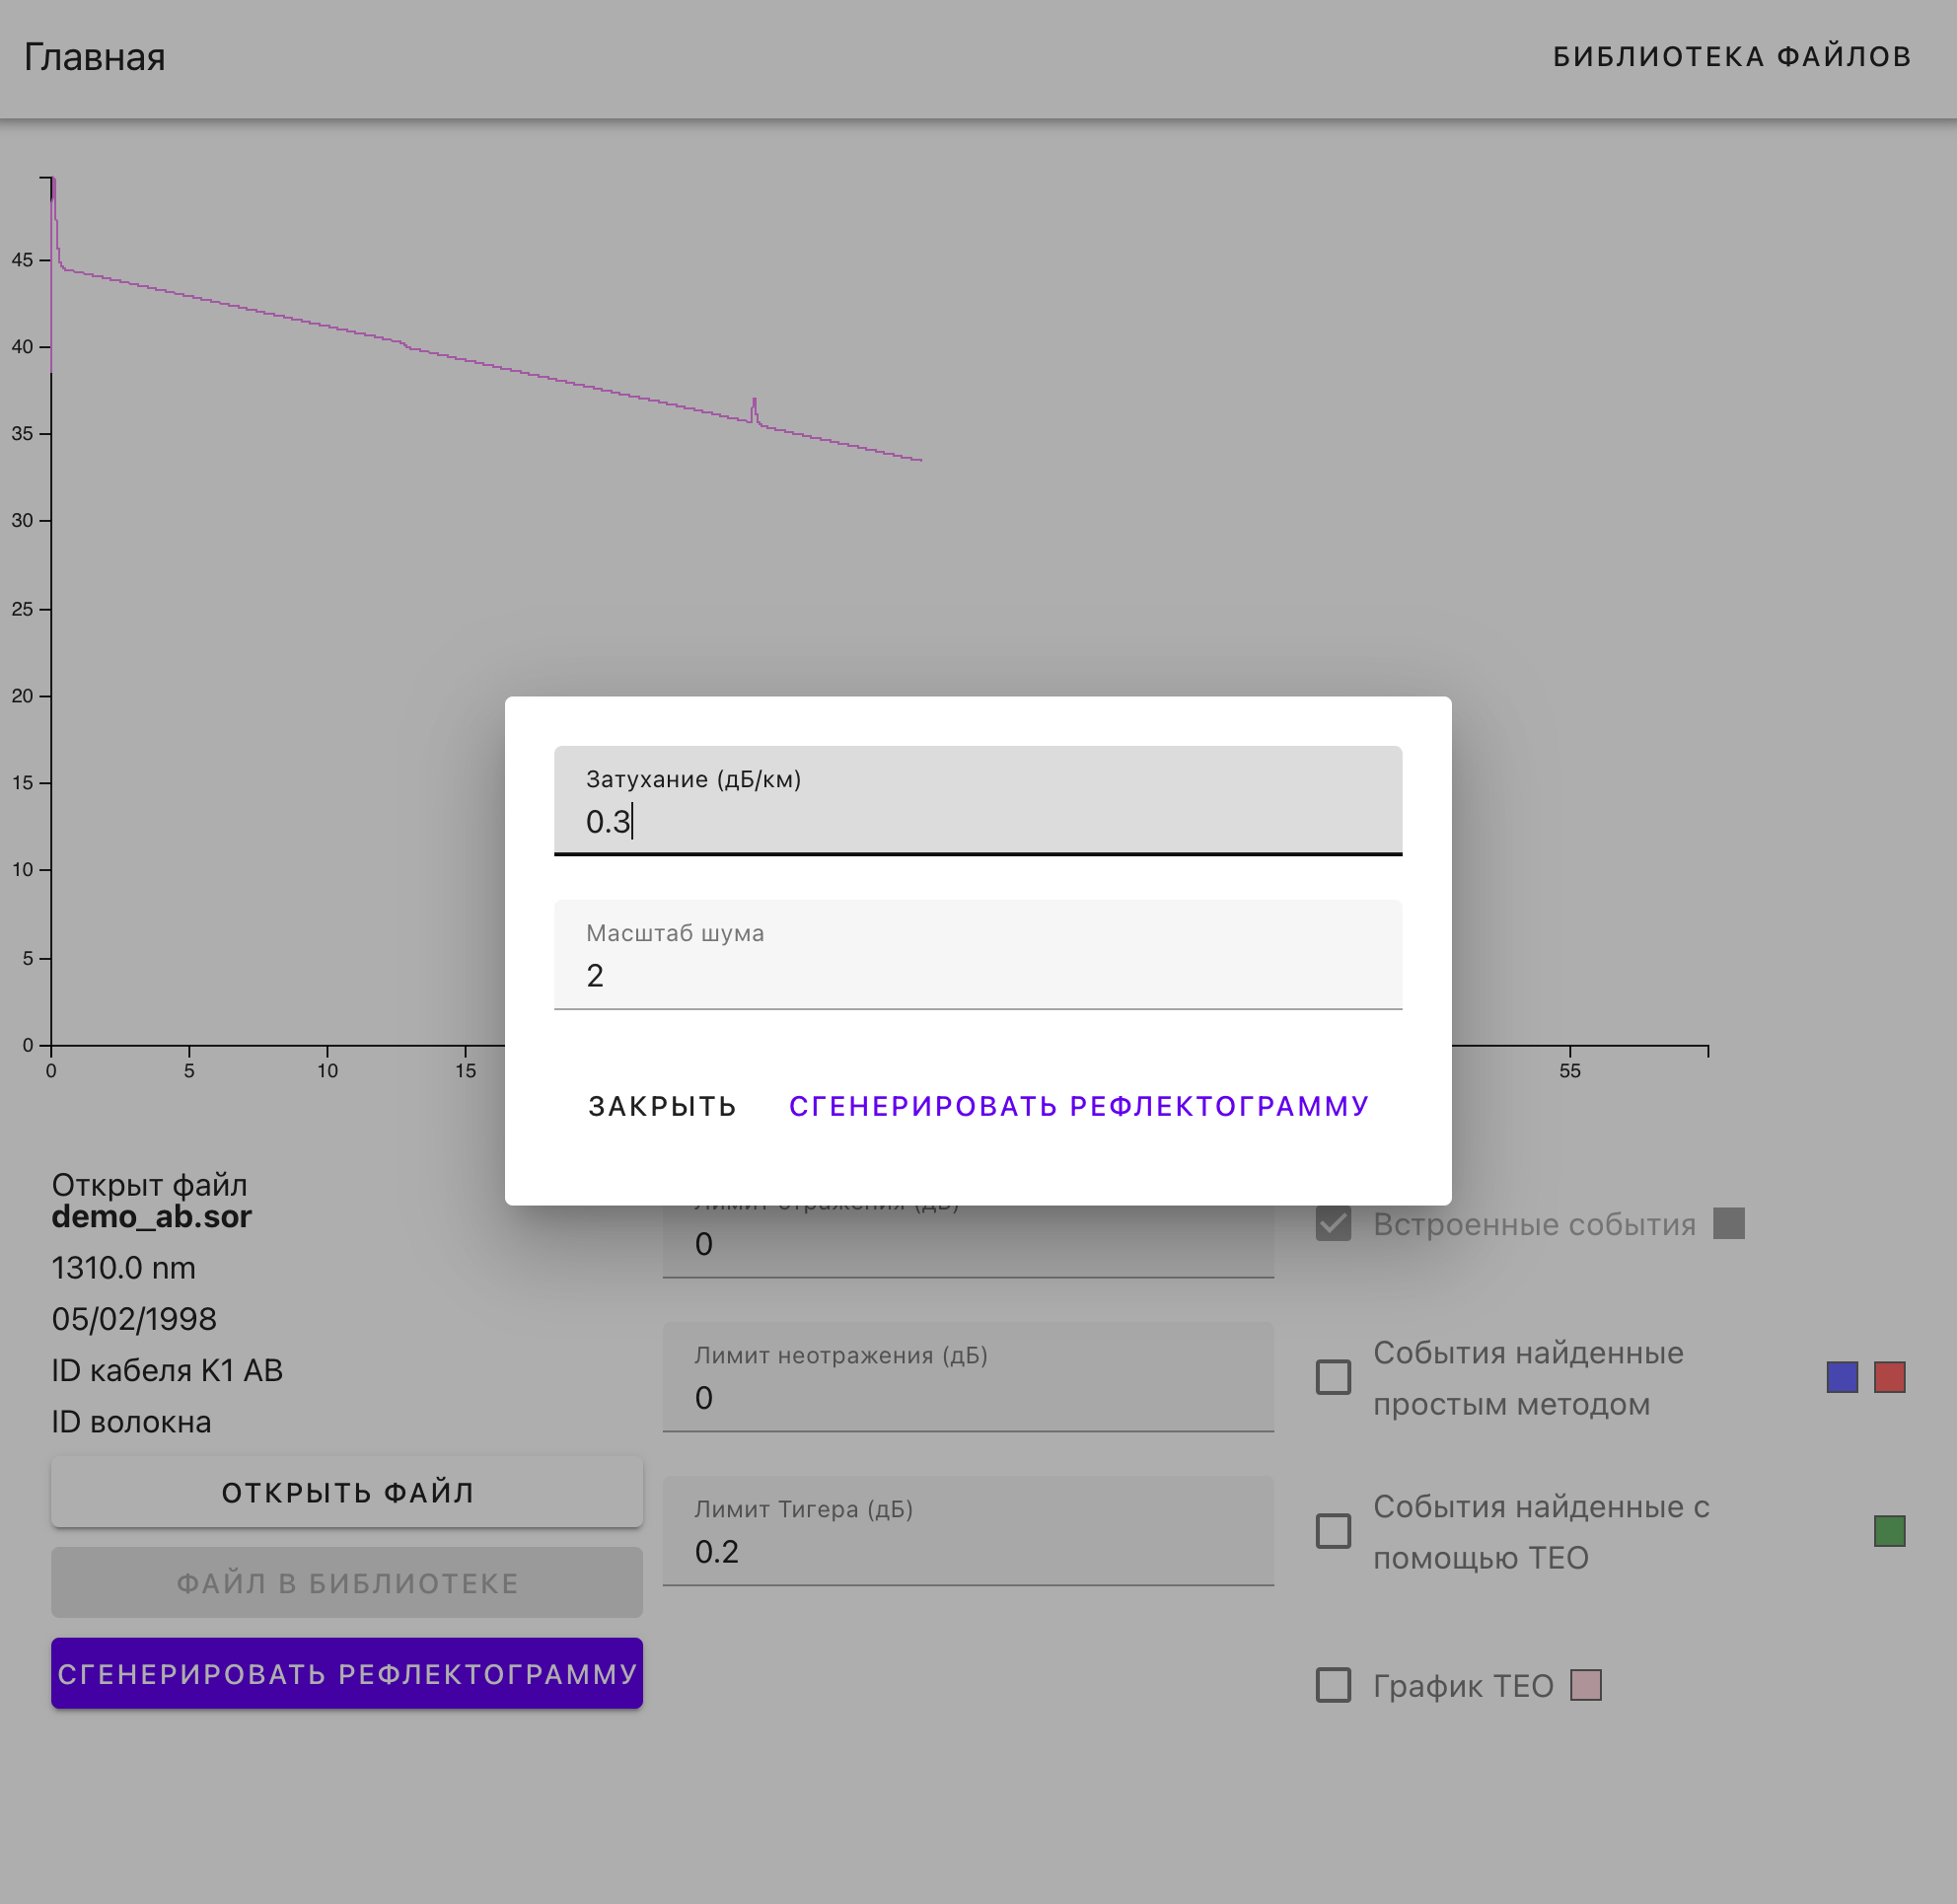 Главная
БИБЛИОТЕКА ФАЙЛОВ
45
40
35
30
25
20
15
10
5
0
0
5
10
15
55
Затухание (дБ/км)
0.3
Масштаб шума
2
ЗАКРЫТЬ
СГЕНЕРИРОВАТЬ РЕФЛЕКТОГРАММУ
Открыт файл
demo_ab.sor
1310.0 nm
05/02/1998
ID кабеля K1 AB
ID волокна
ОТКРЫТЬ ФАЙЛ
ФАЙЛ В БИБЛИОТЕКЕ
СГЕНЕРИРОВАТЬ РЕФЛЕКТОГРАММУ
Лимит отражения (дБ)
0
Лимит неотражения (дБ)
0
Лимит Тигера (дБ)
0.2
Встроенные события
События найденные
простым методом
События найденные с
помощью ТЕО
График ТЕО